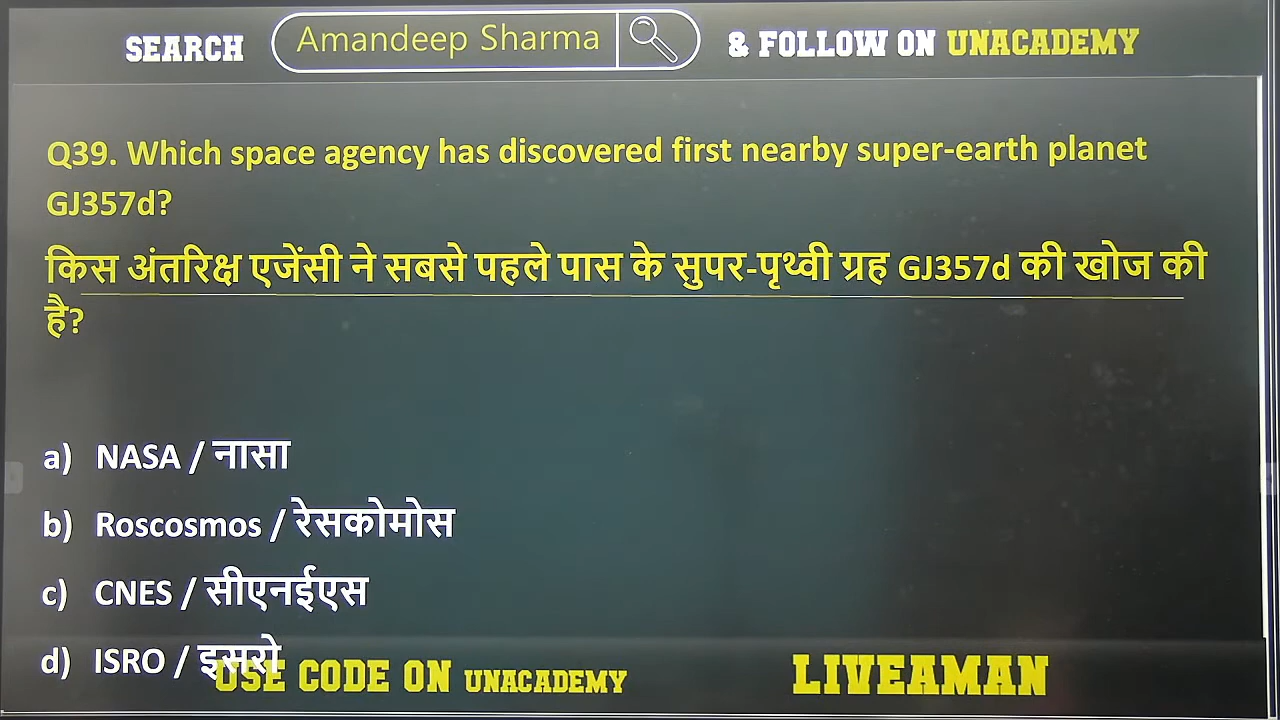 SEARCH Amandeep Sharma & FOLLOW ON UNACADEMY
Q39. Which space agency has discovered first nearby super-earth planet
GJ357d?
किस अंतरिक्ष एजेंसी ने सबसे पहले पास के सुपर-पृथ्वी ग्रह GJ357d की खोज की
है?
a) NASA / नासा
b) Roscosmos / रेसकोमोस
c) CNES / सीएनईएस
d) ISRO / इसरो
USE CODE ON UNACADEMY LIVEAMAN